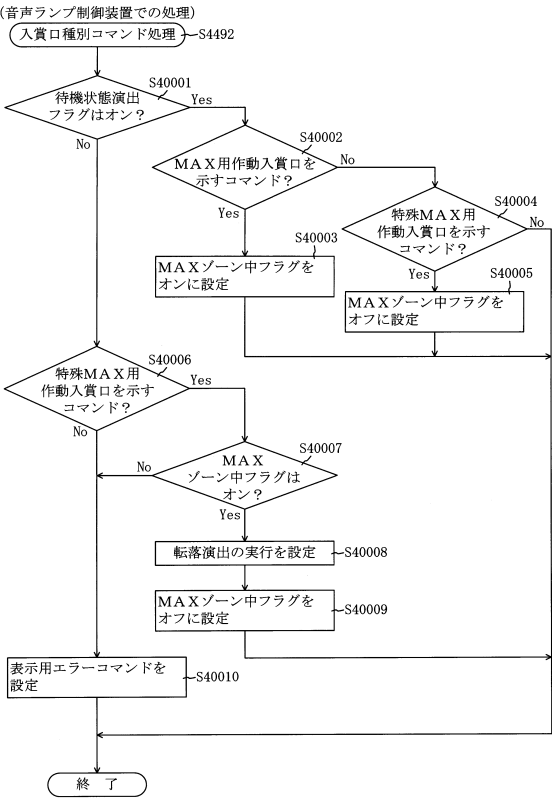 (音声ランプ制御装置での処理)
入賞口種別コマンド処理
S4492
S40001
待機状態演出
フラグはオン？
Yes
No
S40002
ＭＡＸ用作動入賞口を
示すコマンド？
No
Yes
S40003
ＭＡＸゾーン中フラグを
オンに設定
S40004
特殊ＭＡＸ用
作動入賞口を示す
コマンド？
No
Yes
S40005
ＭＡＸゾーン中フラグを
オフに設定
S40006
特殊ＭＡＸ用
作動入賞口を示す
コマンド？
Yes
No
S40007
ＭＡＸ
ゾーン中フラグは
オン？
No
Yes
転落演出の実行を設定
S40008
ＭＡＸゾーン中フラグを
オフに設定
S40009
表示用エラーコマンドを
設定
S40010
終 了